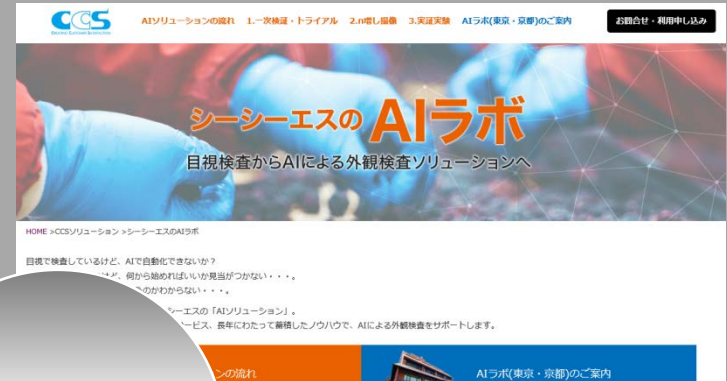 CCS
AIソリューションの流れ 1.一次検証・トライアル 2.n増し撮像 3.実証実験 AIラボ(東京・京都)のご案内 お問合せ・利用申し込み
シーシーエスのAIラボ
目視検査からAIによる外観検査ソリューションへ
HOME >CCSソリューション >シーシーエスのAIラボ
目視で検査しているけど、AIで自動化できないか？
けど、何から始めればいいか見当がつかない・・・。
のかわからない・・・。
シーエスの「AIソリューション」。
ービス、長年にわたって蓄積したノウハウで、AIによる外観検査をサポートします。
ンの流れ
AIラボ(東京・京都)のご案内